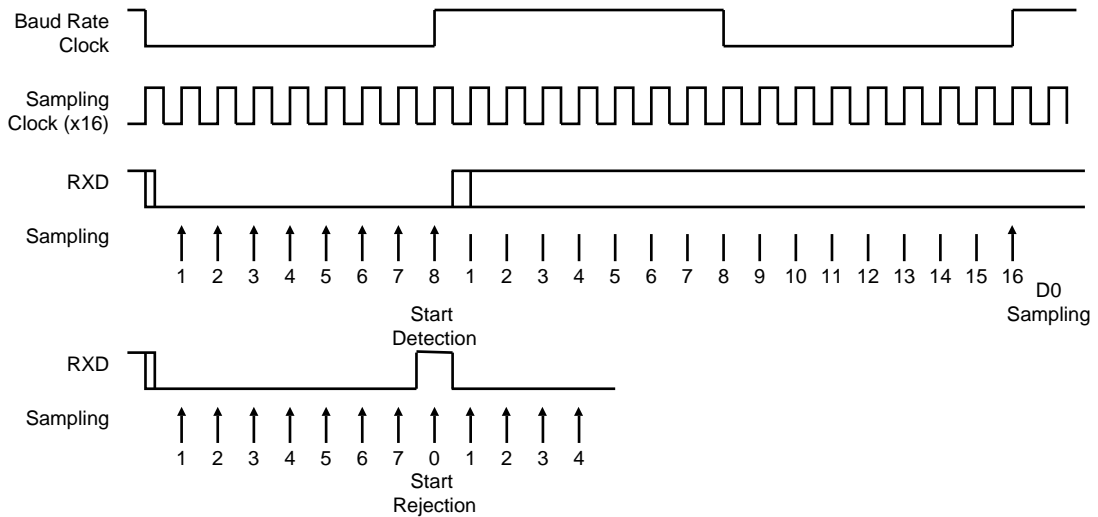 Baud Rate
Clock
Sampling
Clock (x16)
RXD
Sampling
1 2 3 4 5 6 7 8 1 2 3 4 5 6 7 8 9 10 11 12 13 14 15 16
D0
Sampling
Start
Detection
RXD
Sampling
1 2 3 4 5 6 7 0 1 2 3 4
Start
Rejection